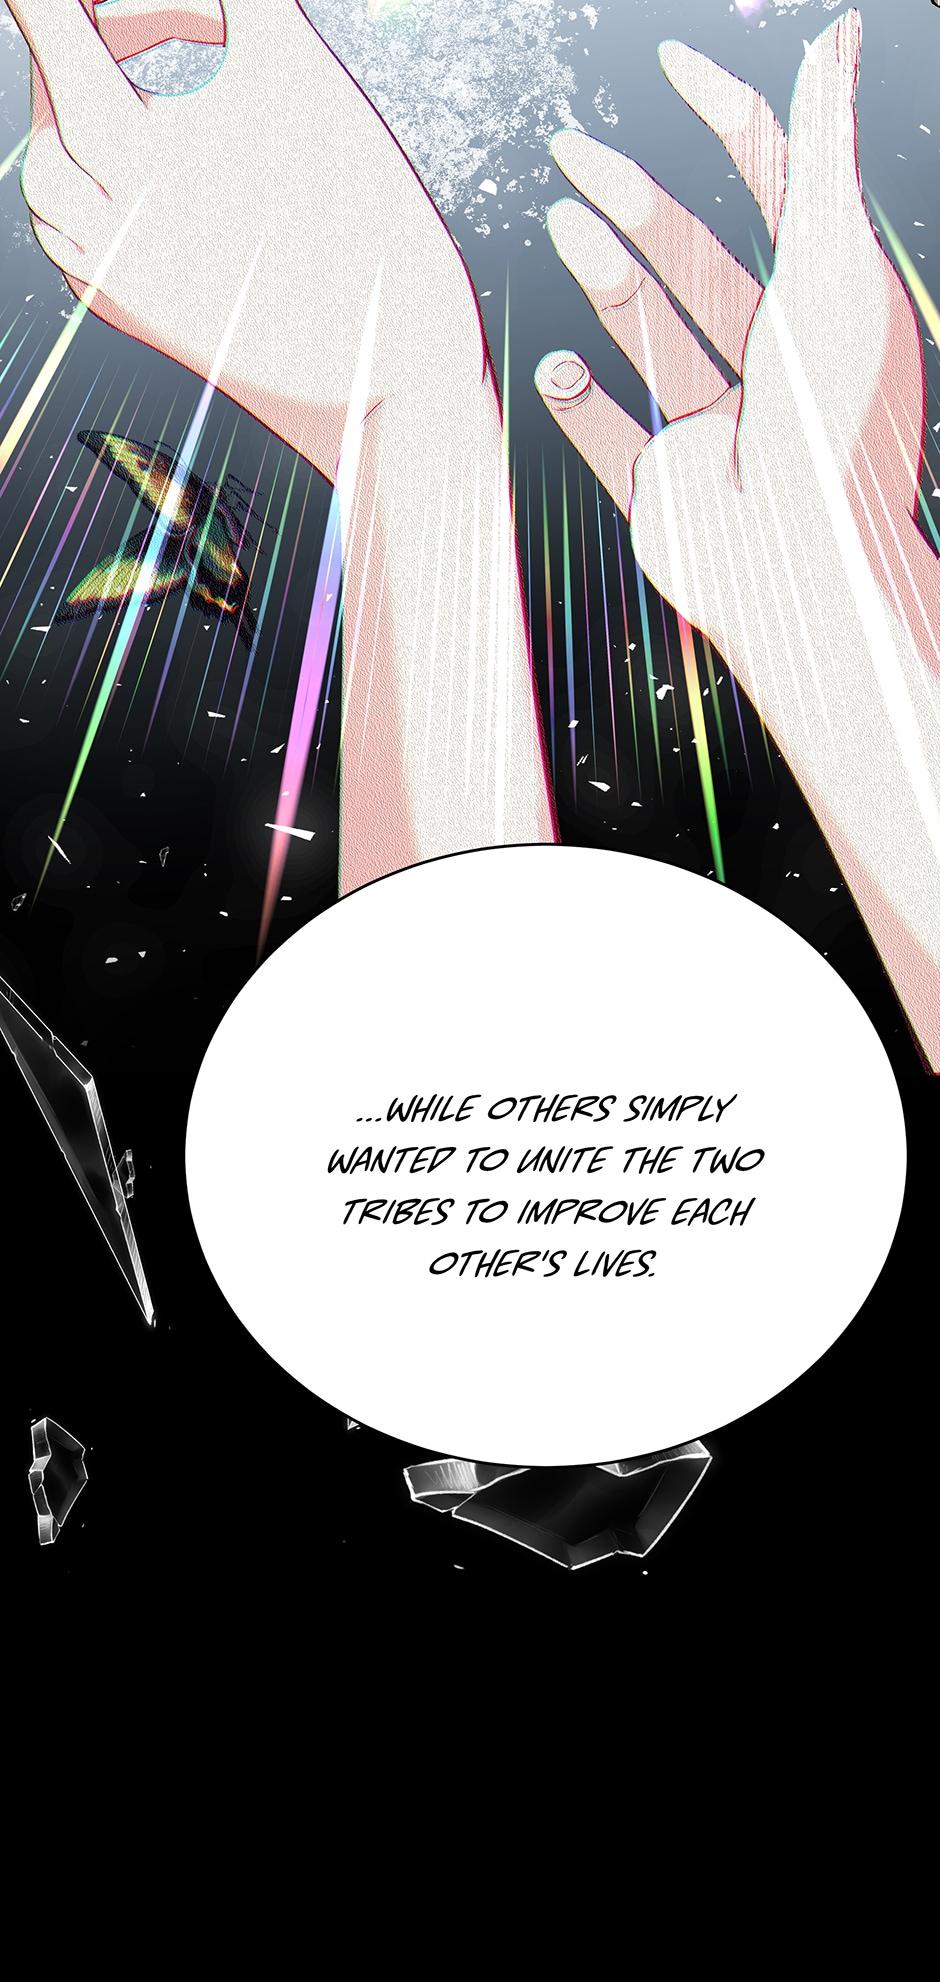 ...WHILE OTHERS SIMPLY
WANTED TO UNITE THE TWO
TRIBES TO IMPROVE EACH
OTHER'S LIVES.